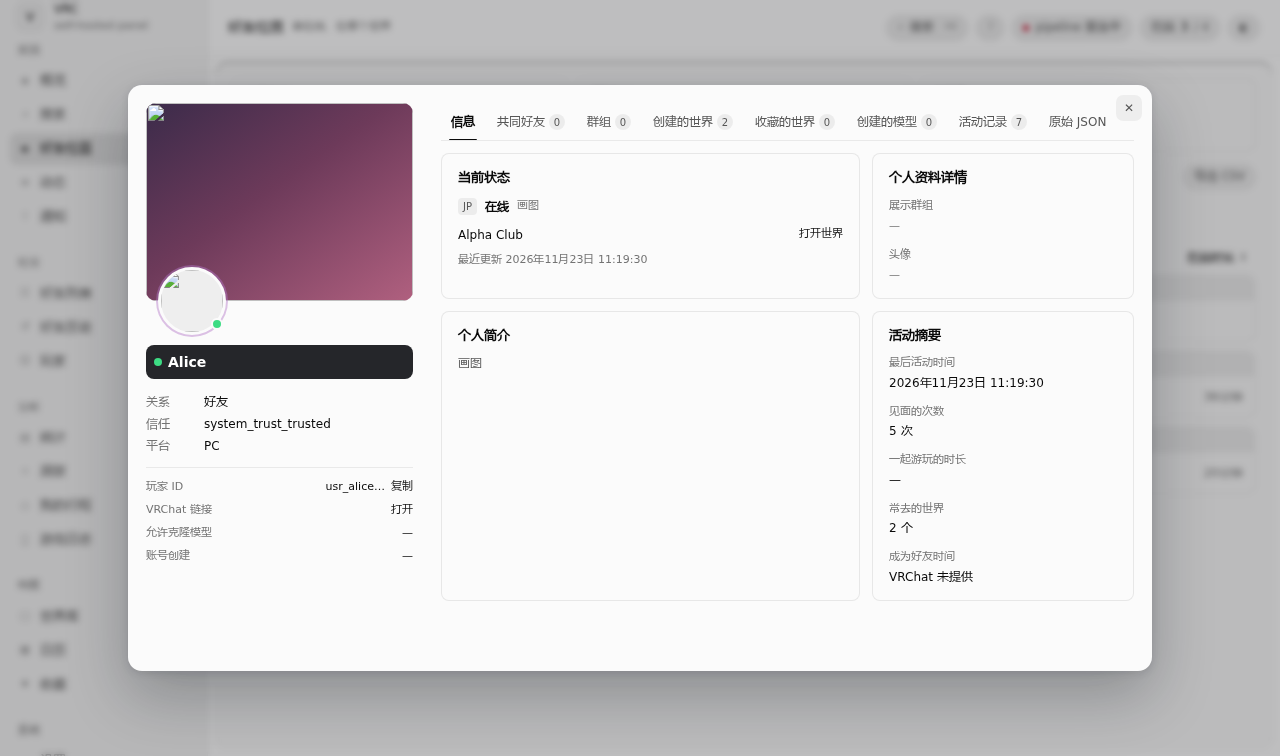 信息
共同好友 0
群组 0
创建的世界 2
收藏的世界 0
创建的模型 0
活动记录 7
原始 JSON
×
Alice
关系 好友
信任 system_trust_trusted
平台 PC
玩家 ID usr_alice... 复制
VRChat 链接 打开
允许克隆模型 —
账号创建 —
当前状态
JP 在线 画图
Alpha Club 打开世界
最近更新 2026年11月23日 11:19:30
个人资料详情
展示群组
—
头像
—
个人简介
画图
活动摘要
最后活动时间
2026年11月23日 11:19:30
见面的次数
5 次
一起游玩的时长
—
常去的世界
2 个
成为好友时间
VRChat 未提供